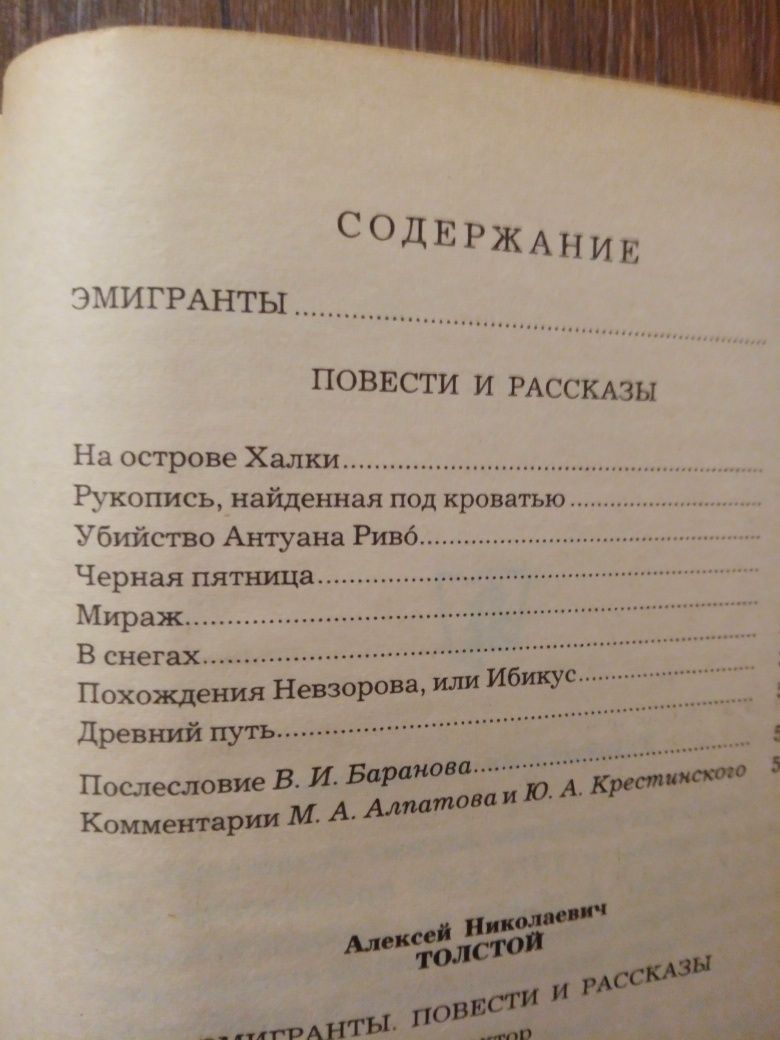 СОДЕРЖАНИЕ
ЭМИГРАНТЫ
ПОВЕСТИ И РАССКАЗЫ
На острове Халки
Рукопись, найденная под кроватью
Убийство Антуана Риво́
Черная пятница
Мираж
В снегах
Похождения Невзорова, или Ибикус
Древний путь
Послесловие В. И. Баранова
Комментарии М. А. Алпатова и Ю. А. Крестинского
Алексей Николаевич
ТОЛСТОЙ
ЭМИГРАНТЫ. ПОВЕСТИ И РАССКАЗЫ